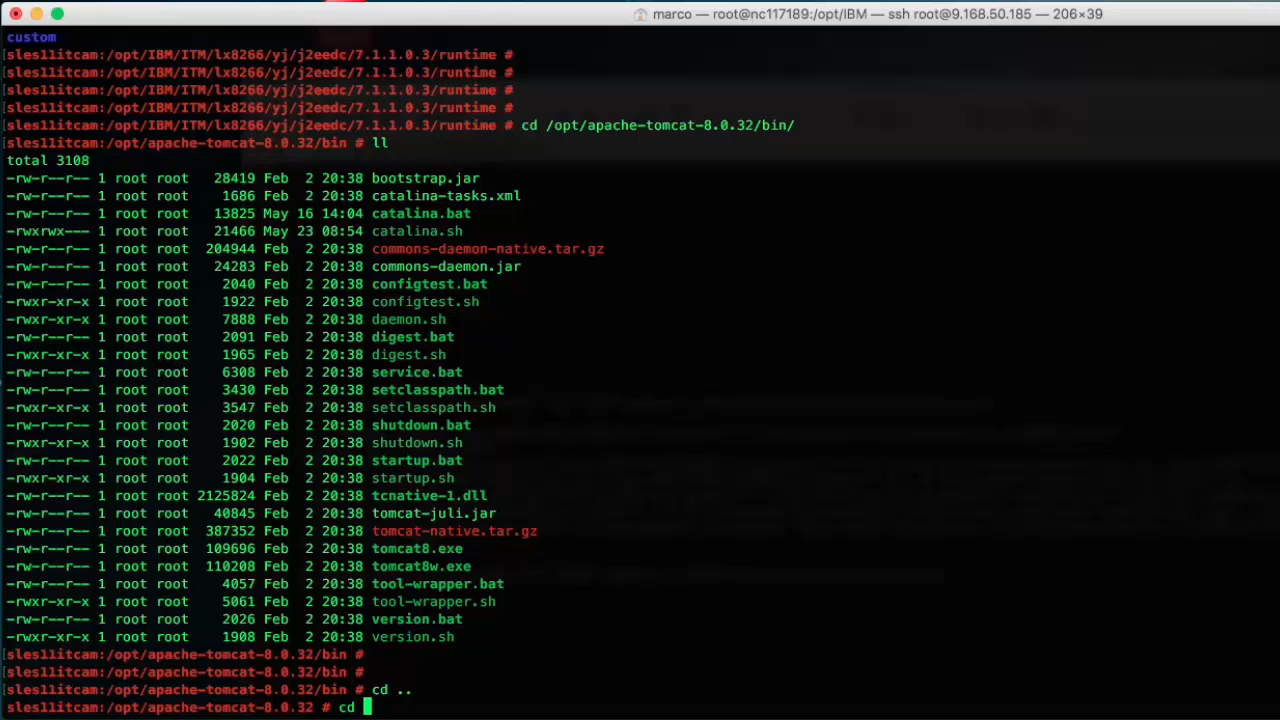 marco — root@nc117189:/opt/IBM — ssh root@9.168.50.185 — 206×39
custom
[sles11litcam:/opt/IBM/ITM/lx8266/yj/j2eedc/7.1.1.0.3/runtime #
[sles11litcam:/opt/IBM/ITM/lx8266/yj/j2eedc/7.1.1.0.3/runtime #
[sles11litcam:/opt/IBM/ITM/lx8266/yj/j2eedc/7.1.1.0.3/runtime #
[sles11litcam:/opt/IBM/ITM/lx8266/yj/j2eedc/7.1.1.0.3/runtime #
[sles11litcam:/opt/IBM/ITM/lx8266/yj/j2eedc/7.1.1.0.3/runtime # cd /opt/apache-tomcat-8.0.32/bin/
[sles11litcam:/opt/apache-tomcat-8.0.32/bin # ll
total 3108
-rw-r--r-- 1 root root 28419 Feb 2 20:38 bootstrap.jar
-rw-r--r-- 1 root root 1686 Feb 2 20:38 catalina-tasks.xml
-rw-r--r-- 1 root root 13825 May 16 14:04 catalina.bat
-rwxrwx--- 1 root root 21466 May 23 08:54 catalina.sh
-rw-r--r-- 1 root root 204944 Feb 2 20:38 commons-daemon-native.tar.gz
-rw-r--r-- 1 root root 24283 Feb 2 20:38 commons-daemon.jar
-rw-r--r-- 1 root root 2040 Feb 2 20:38 configtest.bat
-rwxr-xr-x 1 root root 1922 Feb 2 20:38 configtest.sh
-rwxr-xr-x 1 root root 7888 Feb 2 20:38 daemon.sh
-rw-r--r-- 1 root root 2091 Feb 2 20:38 digest.bat
-rwxr-xr-x 1 root root 1965 Feb 2 20:38 digest.sh
-rw-r--r-- 1 root root 6308 Feb 2 20:38 service.bat
-rw-r--r-- 1 root root 3430 Feb 2 20:38 setclasspath.bat
-rwxr-xr-x 1 root root 3547 Feb 2 20:38 setclasspath.sh
-rw-r--r-- 1 root root 2020 Feb 2 20:38 shutdown.bat
-rwxr-xr-x 1 root root 1902 Feb 2 20:38 shutdown.sh
-rw-r--r-- 1 root root 2022 Feb 2 20:38 startup.bat
-rwxr-xr-x 1 root root 1904 Feb 2 20:38 startup.sh
-rw-r--r-- 1 root root 2125824 Feb 2 20:38 tcnative-1.dll
-rw-r--r-- 1 root root 40845 Feb 2 20:38 tomcat-juli.jar
-rw-r--r-- 1 root root 387352 Feb 2 20:38 tomcat-native.tar.gz
-rw-r--r-- 1 root root 109696 Feb 2 20:38 tomcat8.exe
-rw-r--r-- 1 root root 110208 Feb 2 20:38 tomcat8w.exe
-rw-r--r-- 1 root root 4057 Feb 2 20:38 tool-wrapper.bat
-rwxr-xr-x 1 root root 5061 Feb 2 20:38 tool-wrapper.sh
-rw-r--r-- 1 root root 2026 Feb 2 20:38 version.bat
-rwxr-xr-x 1 root root 1908 Feb 2 20:38 version.sh
[sles11litcam:/opt/apache-tomcat-8.0.32/bin #
[sles11litcam:/opt/apache-tomcat-8.0.32/bin #
[sles11litcam:/opt/apache-tomcat-8.0.32/bin # cd ..
[sles11litcam:/opt/apache-tomcat-8.0.32 # cd